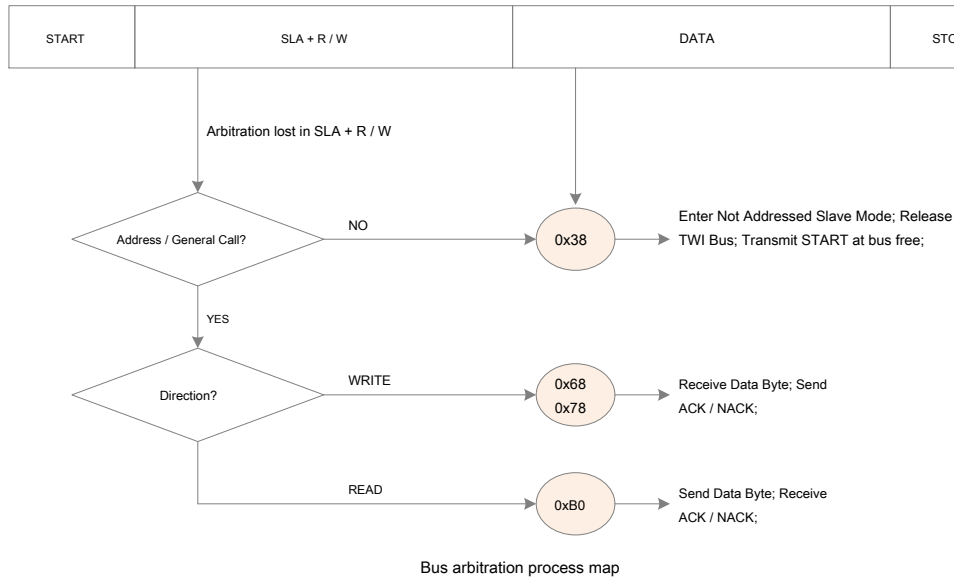 START SLA + R / W DATA STO
Arbitration lost in SLA + R / W
Address / General Call?
NO
0x38
Enter Not Addressed Slave Mode; Release
TWI Bus; Transmit START at bus free;
YES
Direction?
WRITE
0x68
0x78
Receive Data Byte; Send
ACK / NACK;
READ
0xB0
Send Data Byte; Receive
ACK / NACK;
Bus arbitration process map